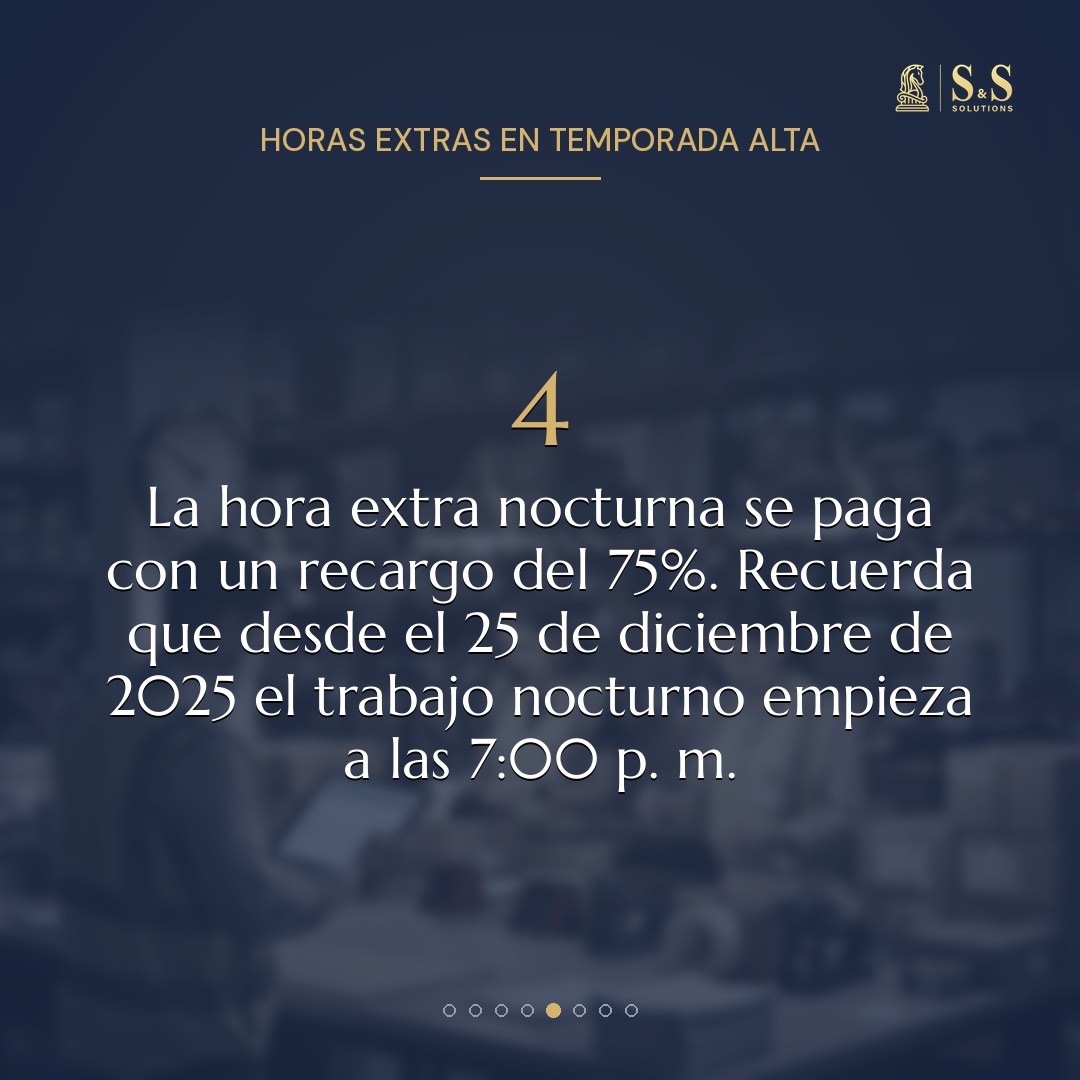 S&S
SOLUTIONS
HORAS EXTRAS EN TEMPORADA ALTA
4
La hora extra nocturna se paga
con un recargo del 75%. Recuerda
que desde el 25 de diciembre de
2025 el trabajo nocturno empieza
a las 7:00 p. m.